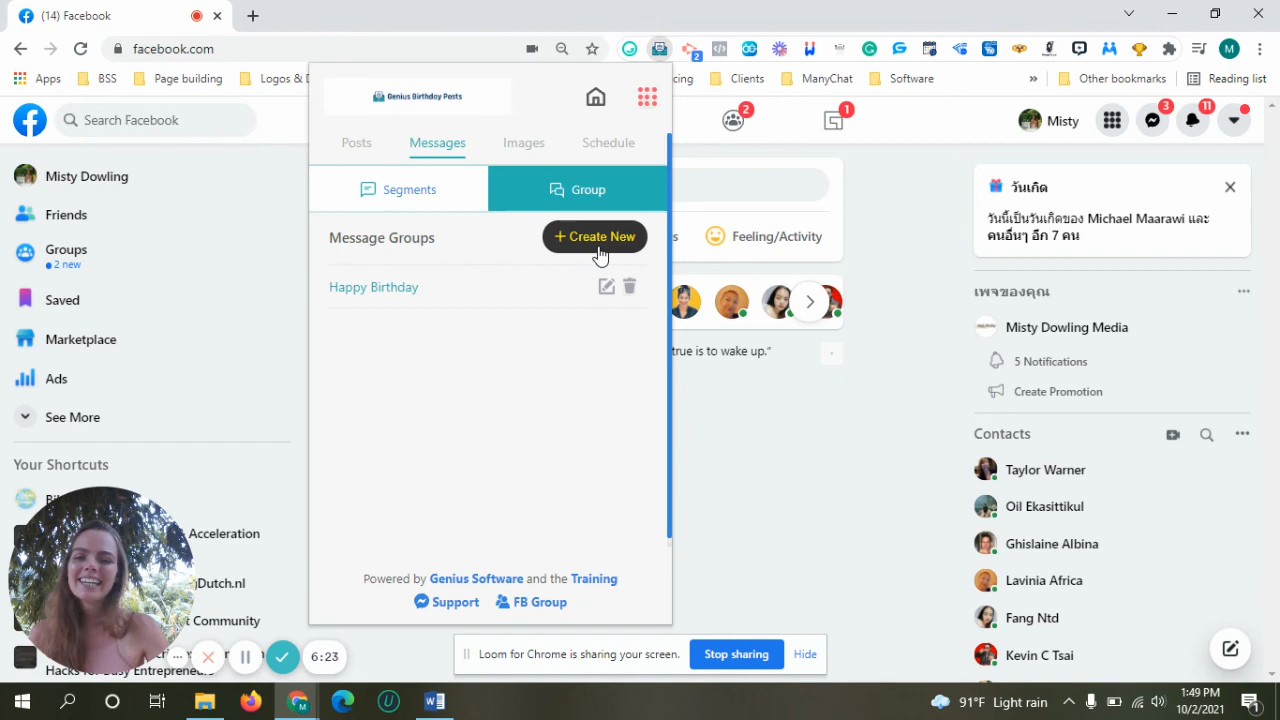 (14) Facebook
facebook.com
2
Apps
BSS
Page building
Logos & D
cing
Clients
ManyChat
Software
»
Other bookmarks
Reading list
Search Facebook
2
1
Misty
3
11
Misty Dowling
Friends
Groups
2 new
Saved
Marketplace
Ads
See More
Your Shortcuts
Acceleration
Dutch.nl
t Community
Hacks for Busy Entrepreneurs
Genius Birthday Posts
Posts
Messages
Images
Schedule
Segments
Group
Message Groups
+ Create New
Happy Birthday
Powered by Genius Software and the Training
Support
FB Group
s
Feeling/Activity
true is to wake up."
วันเกิด
วันนี้เป็นวันเกิดของ Michael Maarawi และ
คนอื่นๆ อีก 7 คน
เพจของคุณ
Misty Dowling Media
5 Notifications
Create Promotion
Contacts
Taylor Warner
Oil Ekasittikul
Ghislaine Albina
Lavinia Africa
Fang Ntd
Kevin C Tsai
6:23
Loom for Chrome is sharing your screen.
Stop sharing
Hide
91°F Light rain
1:49 PM
10/2/2021
1